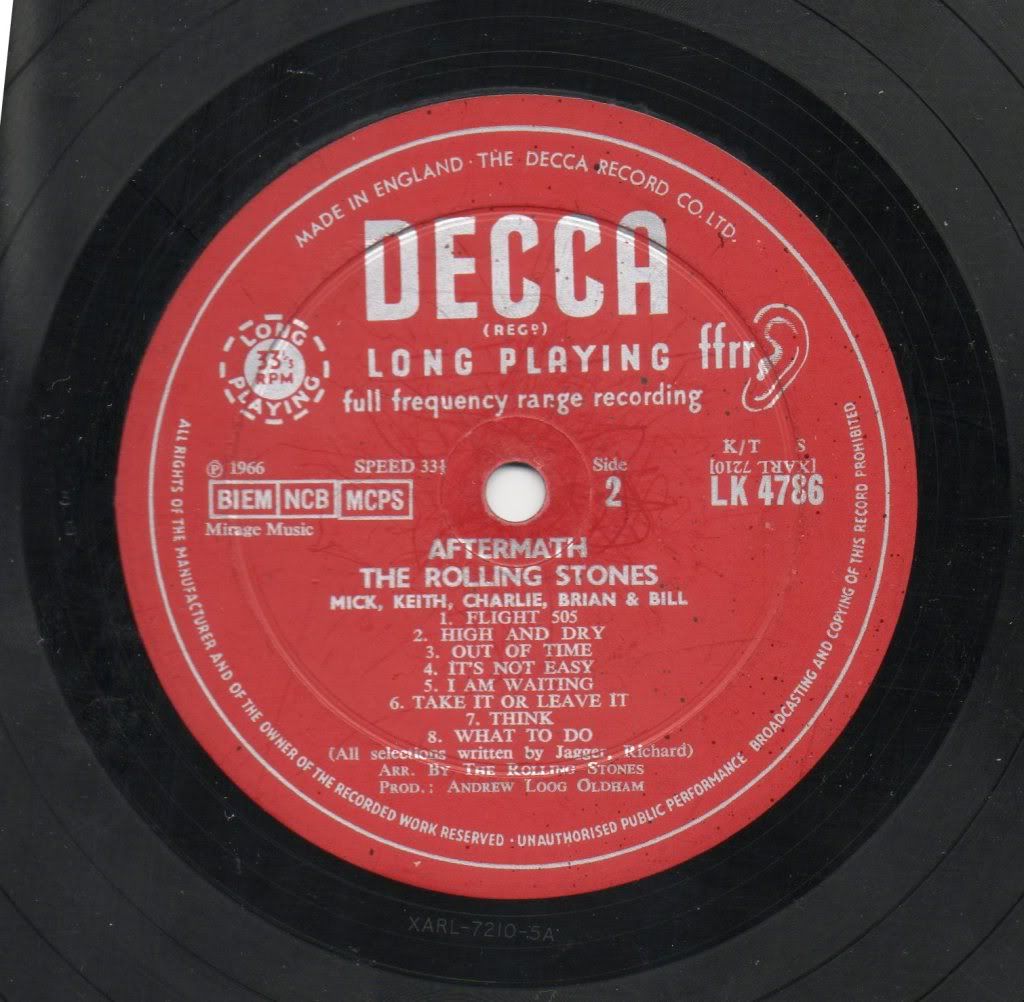 MADE IN ENGLAND · THE DECCA RECORD CO. LTD.
DECCA
(REGD)
LONG PLAYING
ffrr
LONG
33⅓
RPM
PLAYING
full frequency range recording
K/T S
[XARL 7210]
LK 4786
Ⓟ 1966 SPEED 33⅓
BIEM NCB MCPS
Mirage Music
Side
2
AFTERMATH
THE ROLLING STONES
MICK, KEITH, CHARLIE, BRIAN & BILL
1. FLIGHT 505
2. HIGH AND DRY
3. OUT OF TIME
4. IT'S NOT EASY
5. I AM WAITING
6. TAKE IT OR LEAVE IT
7. THINK
8. WHAT TO DO
(All selections written by Jagger, Richard)
ARR. BY THE ROLLING STONES
PROD.: ANDREW LOOG OLDHAM
ALL RIGHTS OF THE MANUFACTURER AND OF THE OWNER OF THE RECORDED WORK RESERVED · UNAUTHORISED PUBLIC PERFORMANCE BROADCASTING AND COPYING OF THIS RECORD PROHIBITED
XARL-7210-5A